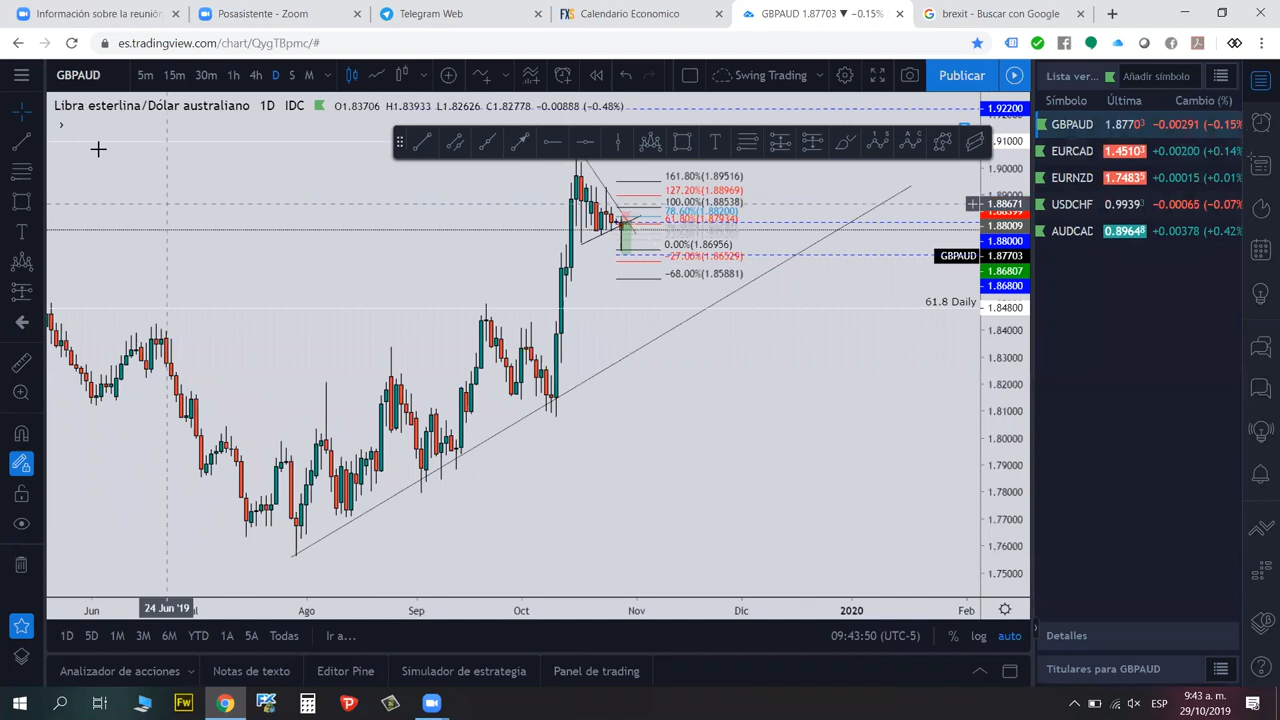 Información sobre la reunión
Posasistente - Zoom
Telegram Web
Calendario Economico
GBPAUD 1.87703 ▼ −0.15%
brexit - Buscar con Google
es.tradingview.com/chart/QygTBpmc/#
GBPAUD 5m 15m 30m 1h 4h D S M Swing Trading Publicar
Libra esterlina/Dólar australiano 1D IDC O1.83706 H1.83933 L1.82626 C1.82778 −0.00888 (−0.48%)
161.80%(1.89516)
127.20%(1.88969)
100.00%(1.88538)
78.60%(1.88200)
61.80%(1.87934)
0.00%(1.86956)
-27.00%(1.86529)
-68.00%(1.85881)
61.8 Daily
1.92200
1.91000
1.90000
1.88671
1.88009
1.88000
GBPAUD 1.87703
1.86807
1.86800
1.84800
1.84000
1.83000
1.82000
1.81000
1.80000
1.79000
1.78000
1.77000
1.76000
1.75000
Jun 24 Jun '19 Ago Sep Oct Nov Dic 2020 Feb
1D 5D 1M 3M 6M YTD 1A 5A Todas Ir a... 09:43:50 (UTC-5) % log auto
Analizador de acciones Notas de texto Editor Pine Simulador de estrategia Panel de trading
Lista ver... Añadir símbolo
Símbolo Última Cambio (%)
GBPAUD 1.87703 −0.00291 (−0.15%
EURCAD 1.45103 +0.00200 (+0.14%
EURNZD 1.74835 +0.00015 (+0.01%
USDCHF 0.9939 −0.00065 (−0.07%
AUDCAD 0.89648 +0.00202 (+0.23%
Detalles
Titulares para GBPAUD
Fw
ESP
9:43 a. m.
29/10/2019